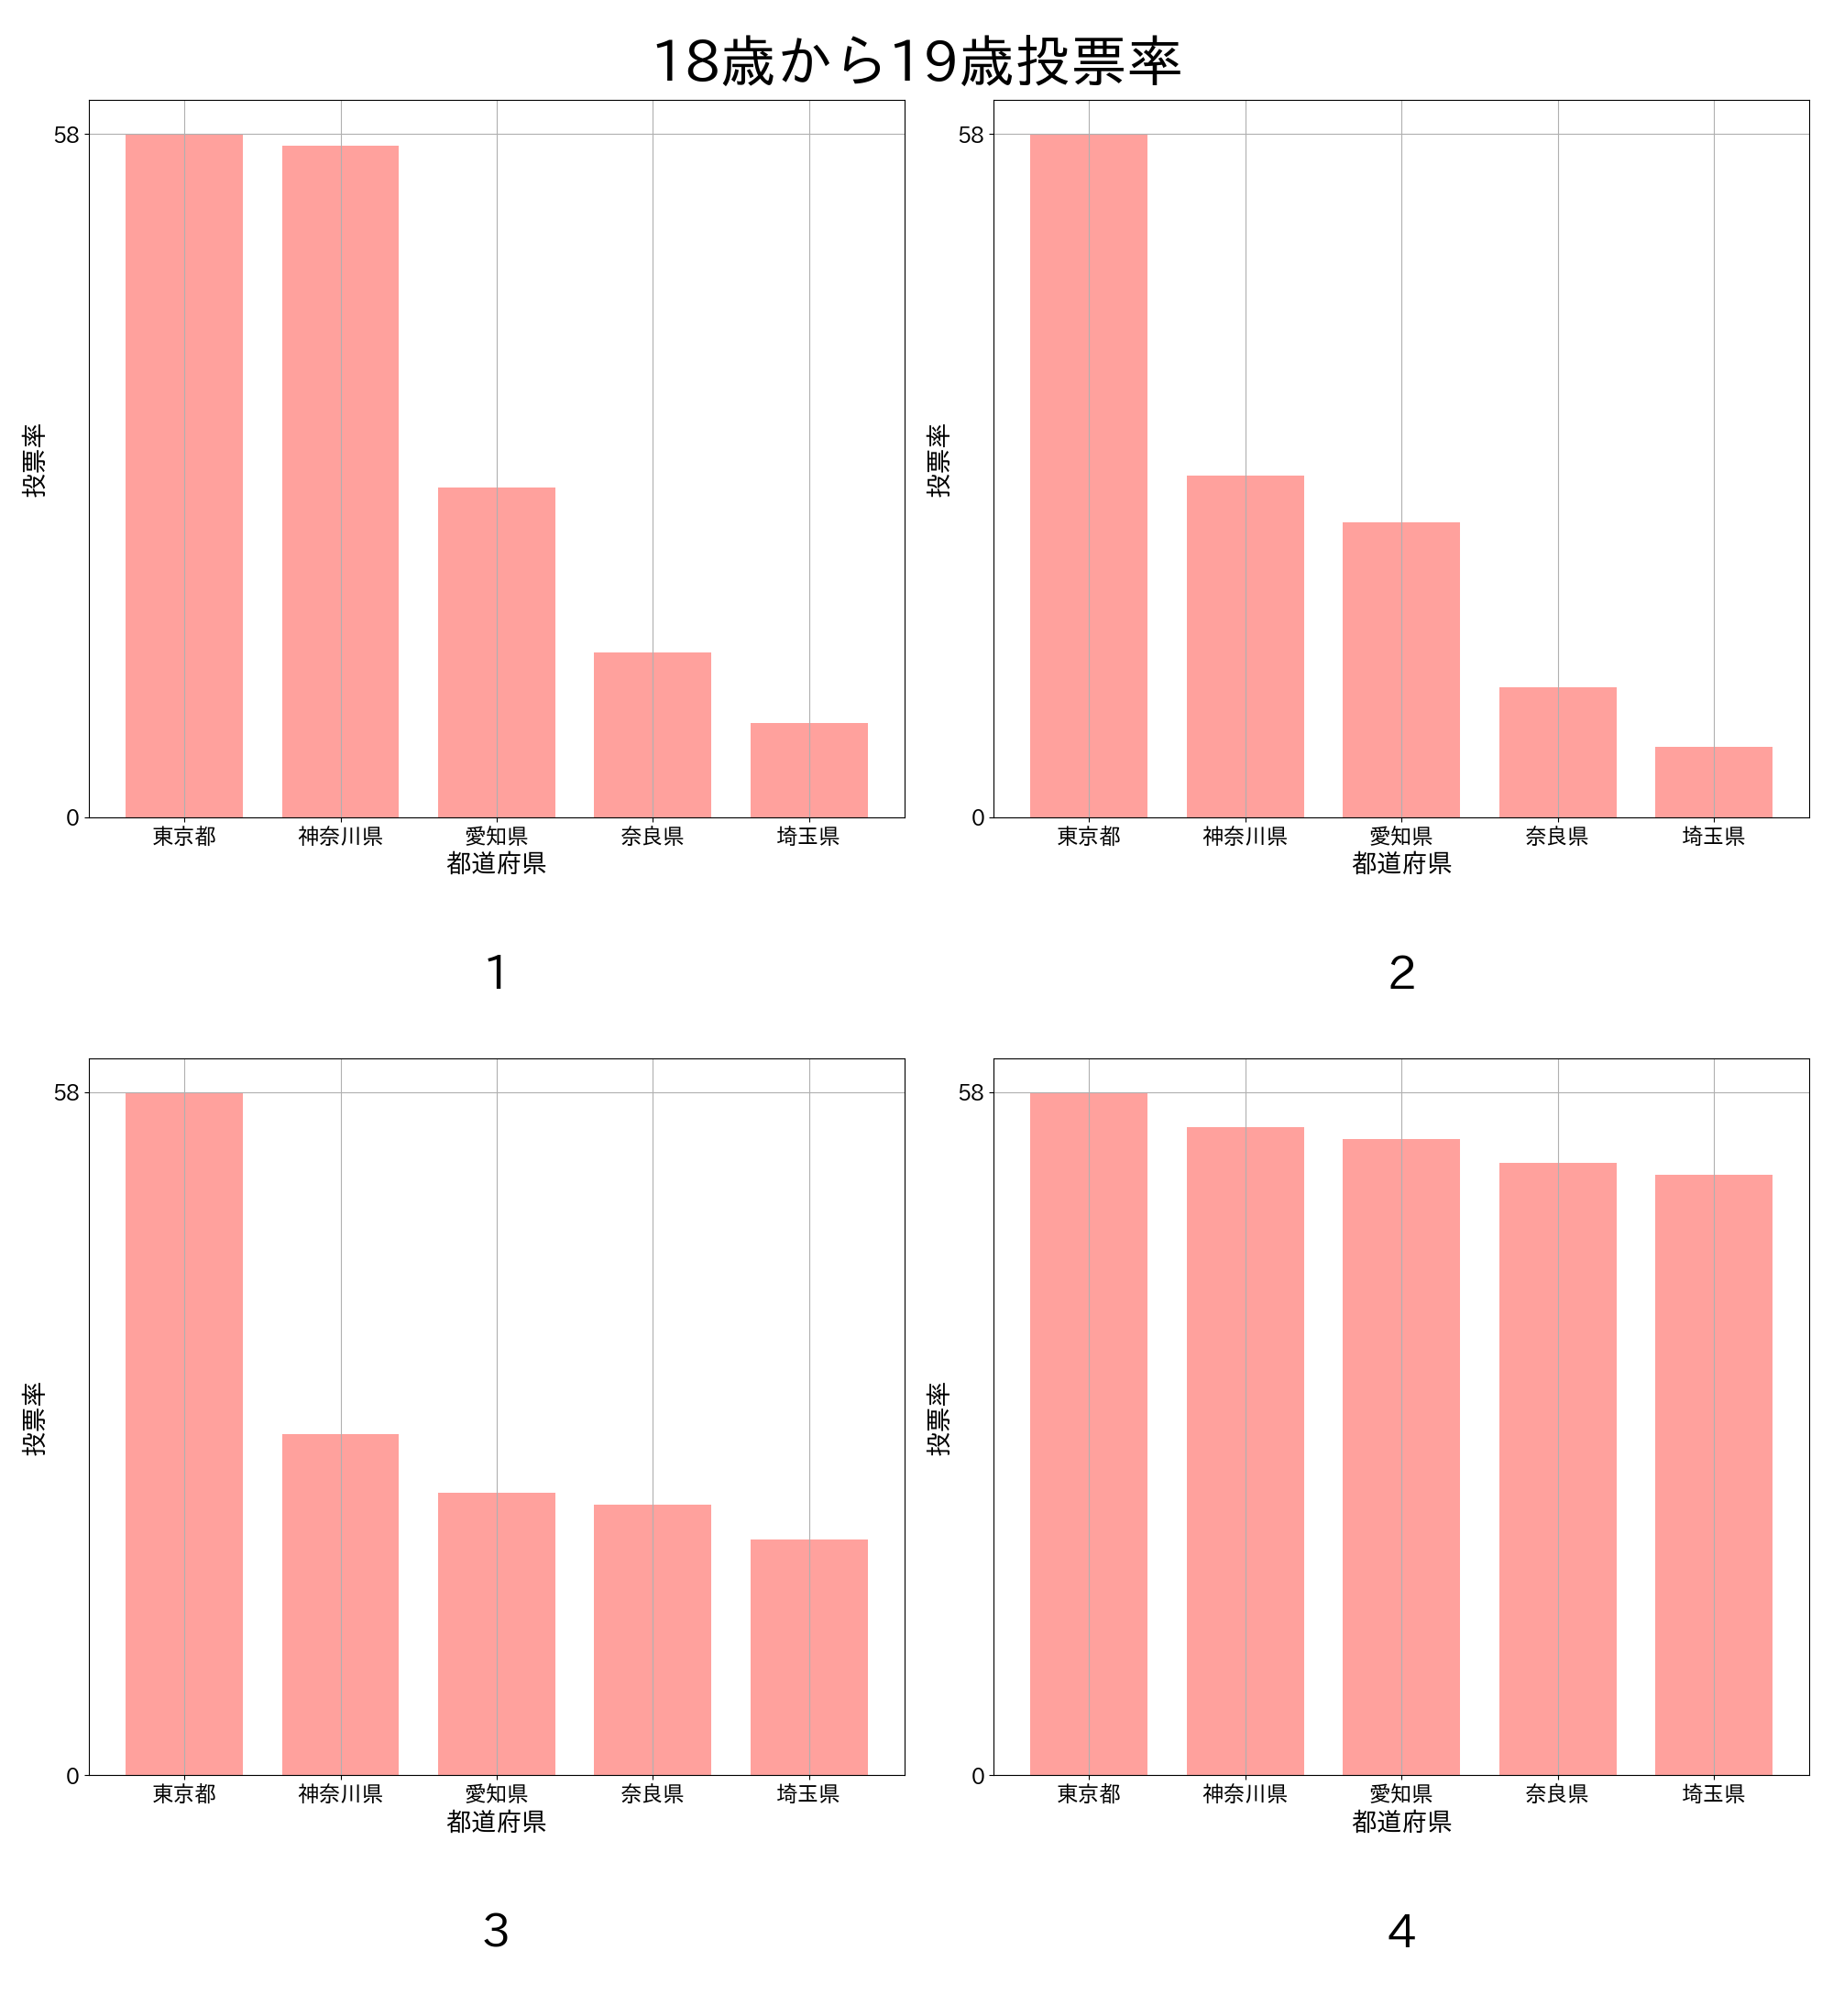 18歳から19歳投票率
58
0
投票率
東京都 神奈川県 愛知県 奈良県 埼玉県
都道府県
1
58
0
投票率
東京都 神奈川県 愛知県 奈良県 埼玉県
都道府県
2
58
0
投票率
東京都 神奈川県 愛知県 奈良県 埼玉県
都道府県
3
58
0
投票率
東京都 神奈川県 愛知県 奈良県 埼玉県
都道府県
4